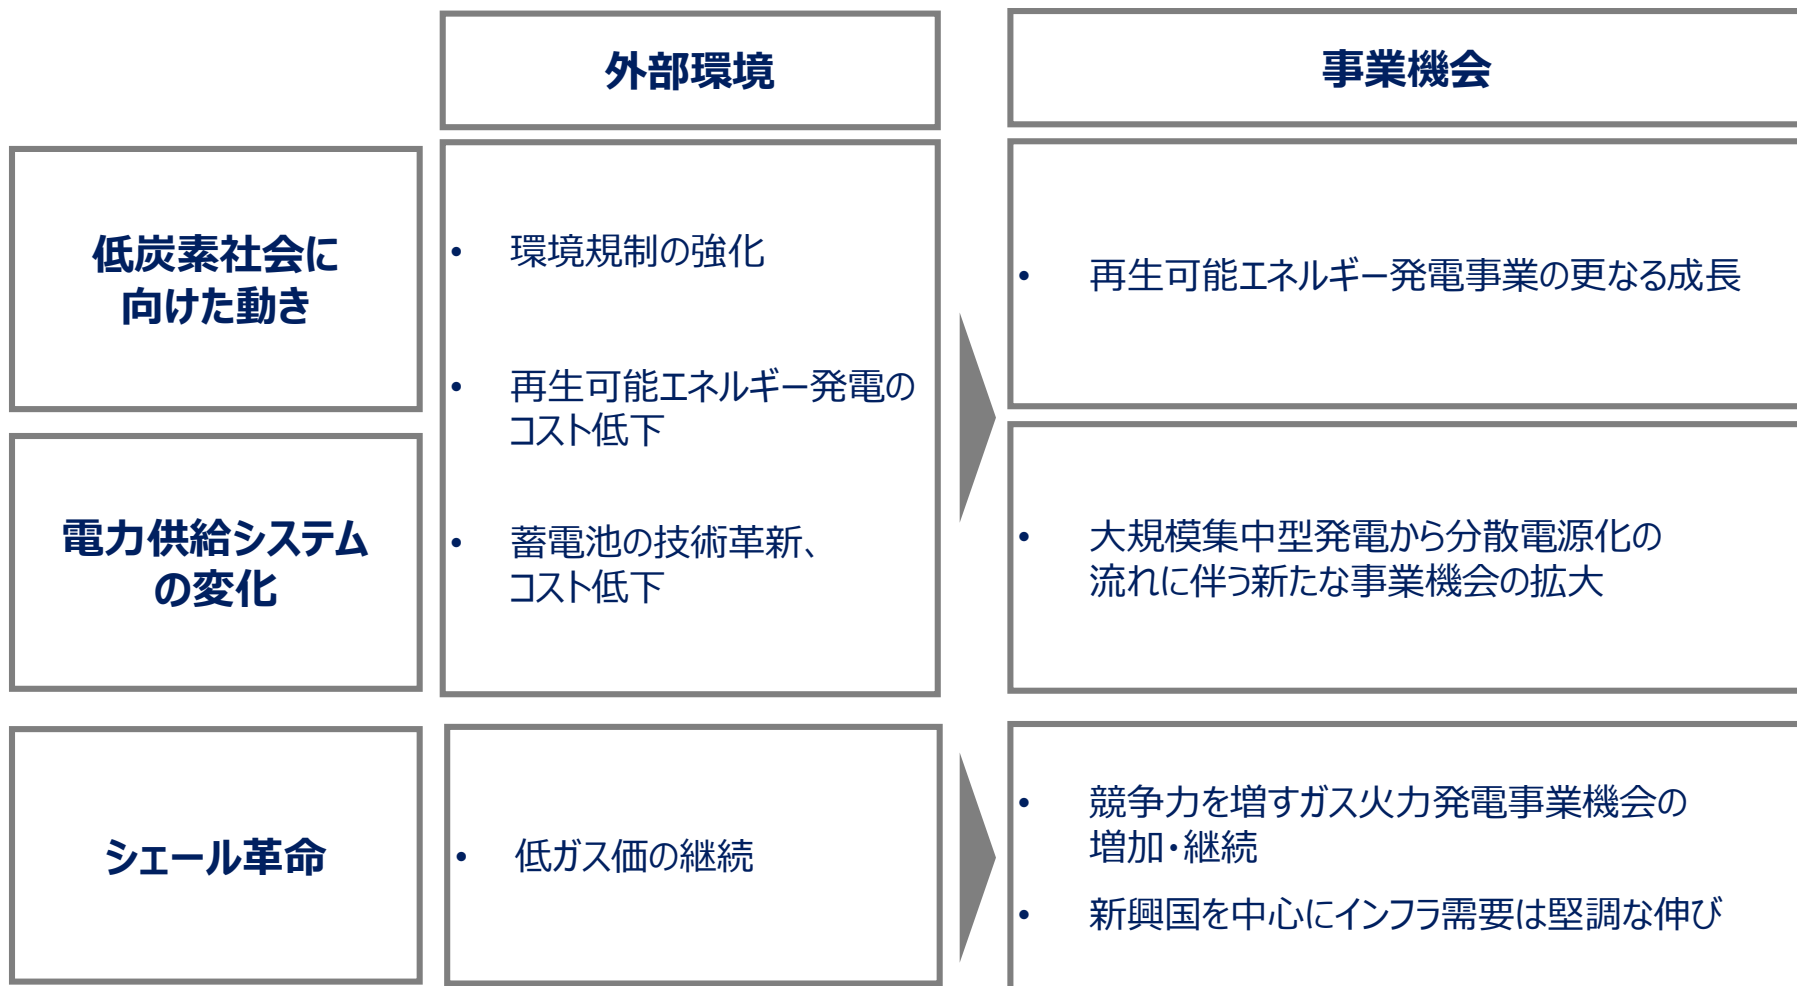 外部環境
事業機会
低炭素社会に
向けた動き
• 環境規制の強化
• 再生可能エネルギー発電の
コスト低下
• 蓄電池の技術革新、
コスト低下
• 再生可能エネルギー発電事業の更なる成長
電力供給システム
の変化
• 大規模集中型発電から分散電源化の
流れに伴う新たな事業機会の拡大
シェール革命
• 低ガス価の継続
• 競争力を増すガス火力発電事業機会の
増加・継続
• 新興国を中心にインフラ需要は堅調な伸び